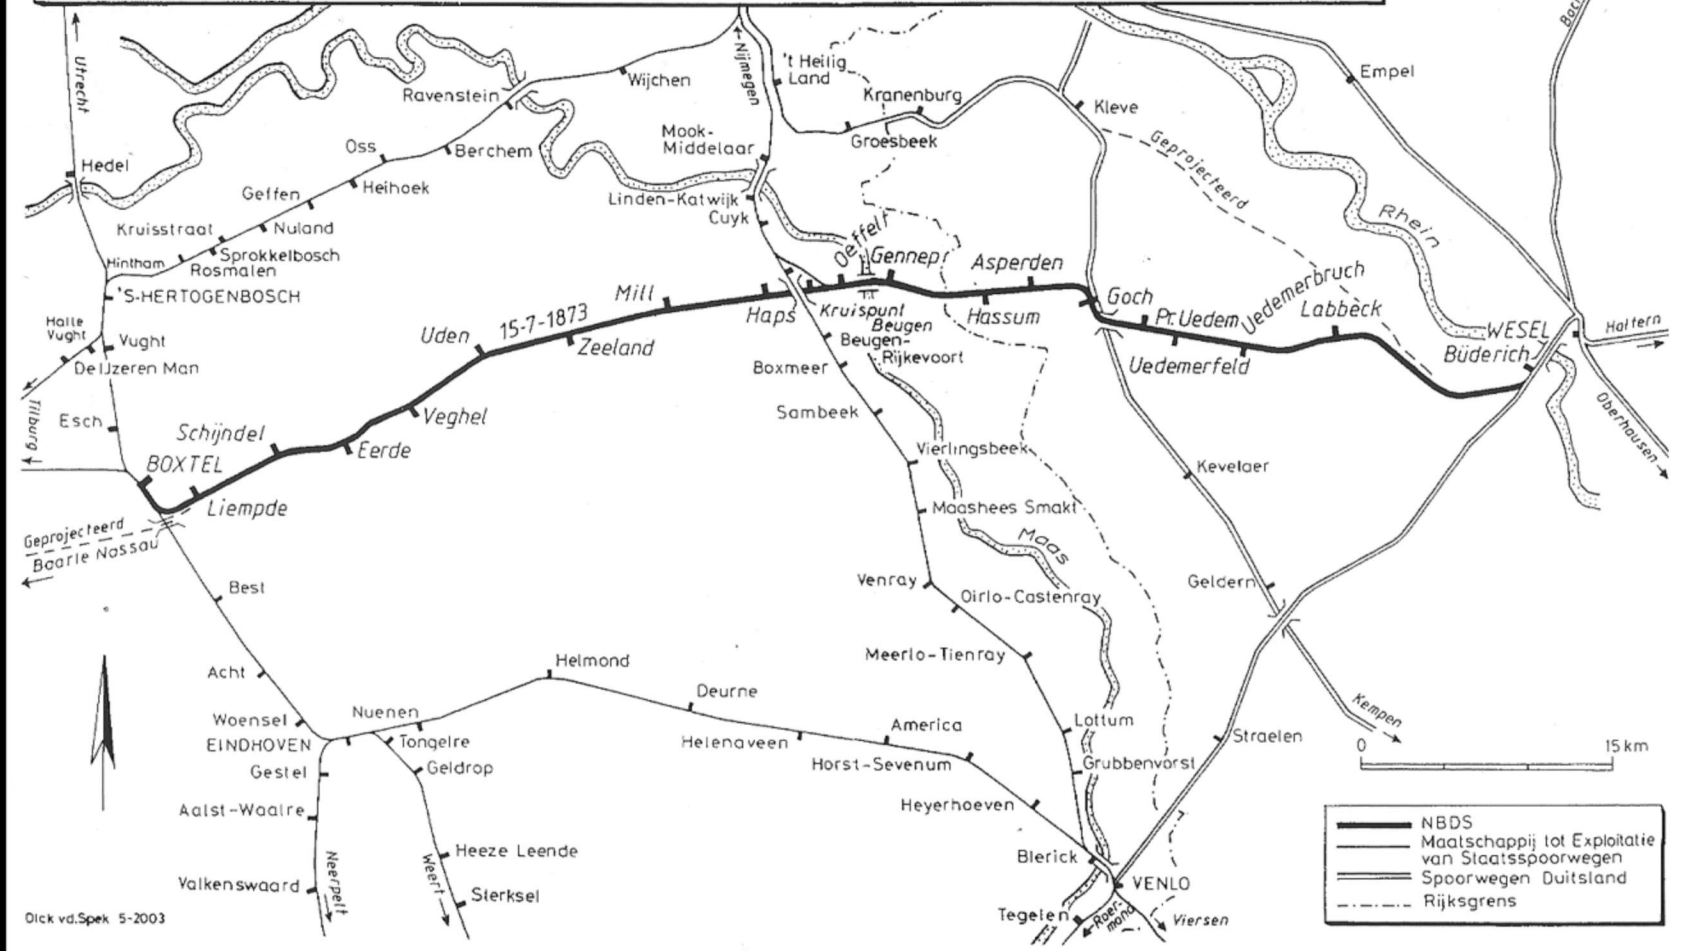 Utrecht
Nijmegen
't Heilig
Land
Wijchen
Empel
Ravenstein
Kranenburg
Kleve
Mook-
Middelaar
Groesbeek
Geprojecteerd
Oss
Berchem
Hedel
Heihoek
Geffen
Linden-Katwijk
Cuyk
Rhein
Kruisstraat
Nuland
Sprokkelbosch
Hintham
Rosmalen
Oeffelt
Gennep
Asperden
'S-HERTOGENBOSCH
Mill
Haps
Kruispunt
Beugen
Hassum
Goch
Pr. Uedem
Uedemerbruch
Labbèck
WESEL
Haltern
Halle
Vught
Vught
De IJzeren Man
Uden
15-7-1873
Zeeland
Beugen-
Rijkevoort
Uedemerfeld
Büderich
Boxmeer
Tilburg
Esch
Veghel
Sambeek
Oberhausen
Schijndel
Eerde
Vierlingsbeek
Kevelaer
BOXTEL
Liempde
Maashees Smakt
Geprojecteerd
Baarle Nassau
Maas
Best
Venray
Oirlo-Castenray
Geldern
Acht
Helmond
Meerlo-Tienray
Kempen
Woensel
Nuenen
Deurne
America
Lottum
Straelen
0 15 km
EINDHOVEN
Tongelre
Helenaveen
Gestel
Geldrop
Horst-Sevenum
Grubbenvorst
Aalst-Waalre
Heyerhoeven
NBDS
Maatschappij tot Exploitatie
van Staatsspoorwegen
Spoorwegen Duitsland
Rijksgrens
Heeze Leende
Blerick
Valkenswaard
Neerpelt
Weert
Sterksel
VENLO
Tegelen
Roer-
mond
Viersen
Dick vd.Spek 5-2003